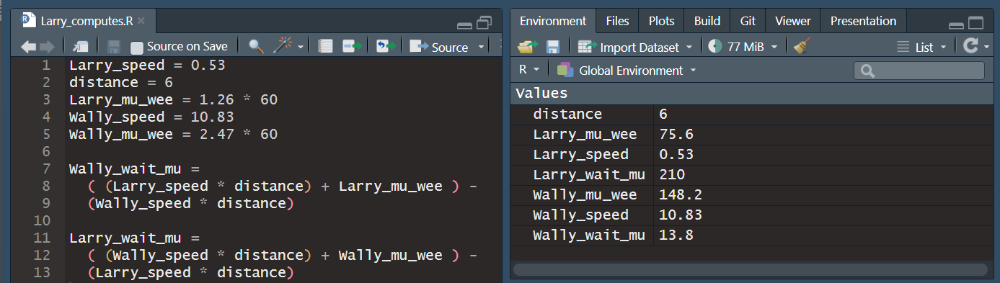 Larry_computes.R
Source on Save
Source
1 Larry_speed = 0.53
2 distance = 6
3 Larry_mu_wee = 1.26 * 60
4 Wally_speed = 10.83
5 Wally_mu_wee = 2.47 * 60
6
7 Wally_wait_mu =
8 ( (Larry_speed * distance) + Larry_mu_wee ) -
9 (Wally_speed * distance)
10
11 Larry_wait_mu =
12 ( (Wally_speed * distance) + Wally_mu_wee ) -
13 (Larry_speed * distance)
Environment Files Plots Build Git Viewer Presentation
Import Dataset 77 MiB List
R Global Environment
Values
distance 6
Larry_mu_wee 75.6
Larry_speed 0.53
Larry_wait_mu 210
Wally_mu_wee 148.2
Wally_speed 10.83
Wally_wait_mu 13.8